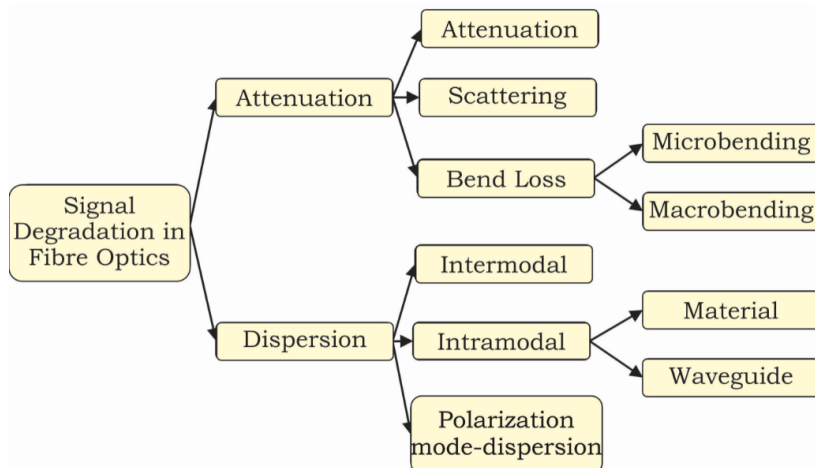 Attenuation
Attenuation
Scattering
Microbending
Bend Loss
Macrobending
Signal
Degradation in
Fibre Optics
Intermodal
Material
Dispersion
Intramodal
Waveguide
Polarization
mode-dispersion